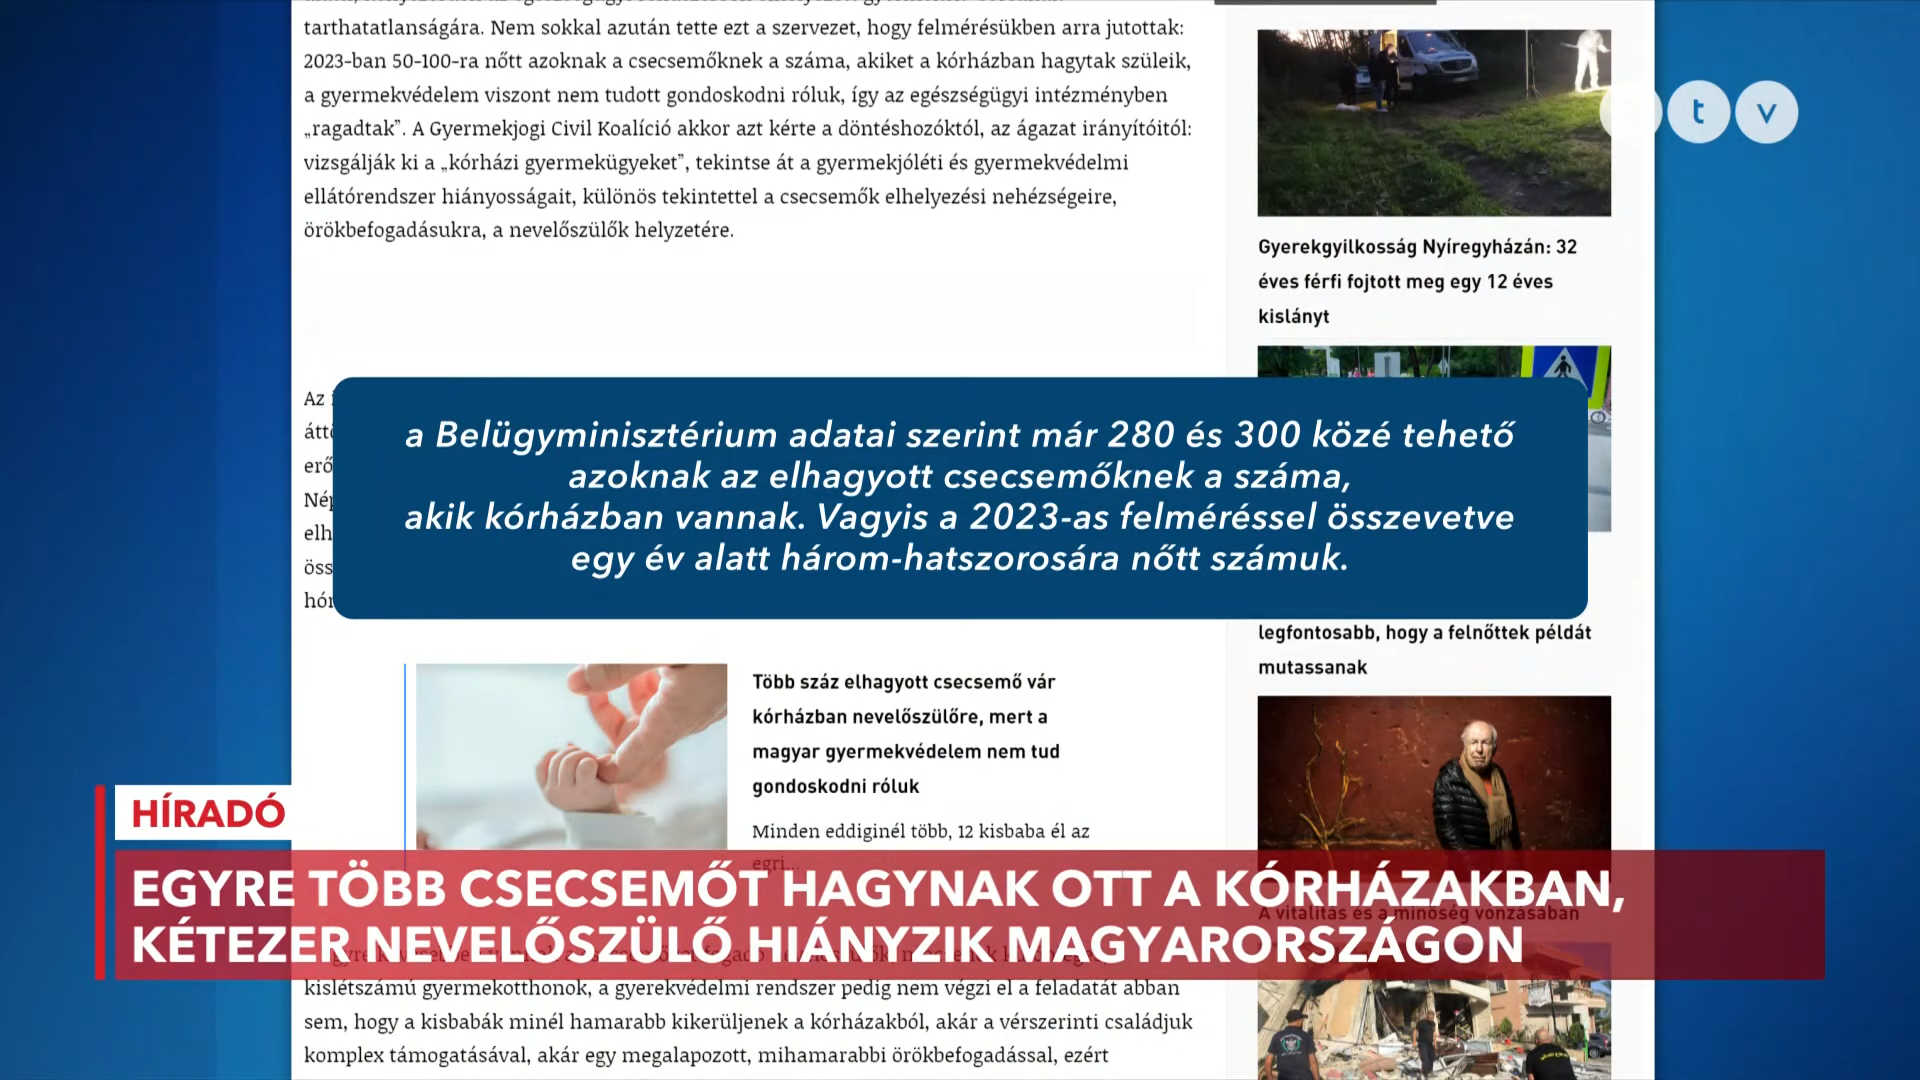 tarthatatlanságára. Nem sokkal azután tette ezt a szervezet, hogy felmérésükben arra jutottak:
2023-ban 50-100-ra nőtt azoknak a csecsemőknek a száma, akiket a kórházban hagytak szüleik,
a gyermekvédelem viszont nem tudott gondoskodni róluk, így az egészségügyi intézményben
„ragadtak”. A Gyermekjogi Civil Koalíció akkor azt kérte a döntéshozóktól, az ágazat irányítóitól:
vizsgálják ki a „kórházi gyermekügyeket”, tekintse át a gyermekjóléti és gyermekvédelmi
ellátórendszer hiányosságait, különös tekintettel a csecsemők elhelyezési nehézségeire,
örökbefogadásukra, a nevelőszülők helyzetére.
t v
Gyerekgyilkosság Nyíregyházán: 32
éves férfi fojtott meg egy 12 éves
kislányt
Az
a Belügyminisztérium adatai szerint már 280 és 300 közé tehető
azoknak az elhagyott csecsemőknek a száma,
akik kórházban vannak. Vagyis a 2023-as felméréssel összevetve
egy év alatt három-hatszorosára nőtt számuk.
legfontosabb, hogy a felnőttek példát
mutassanak
Több száz elhagyott csecsemő vár
kórházban nevelőszülőre, mert a
magyar gyermekvédelem nem tud
gondoskodni róluk
Minden eddiginél több, 12 kisbaba él az
egri...
HÍRADÓ
EGYRE TÖBB CSECSEMŐT HAGYNAK OTT A KÓRHÁZAKBAN,
KÉTEZER NEVELŐSZÜLŐ HIÁNYZIK MAGYARORSZÁGON
A vitalitás és a minőség vonzásában
kislétszámú gyermekotthonok, a gyerekvédelmi rendszer pedig nem végzi el a feladatát abban
sem, hogy a kisbabák minél hamarabb kikerüljenek a kórházakból, akár a vérszerinti családjuk
komplex támogatásával, akár egy megalapozott, mihamarabbi örökbefogadással, ezért